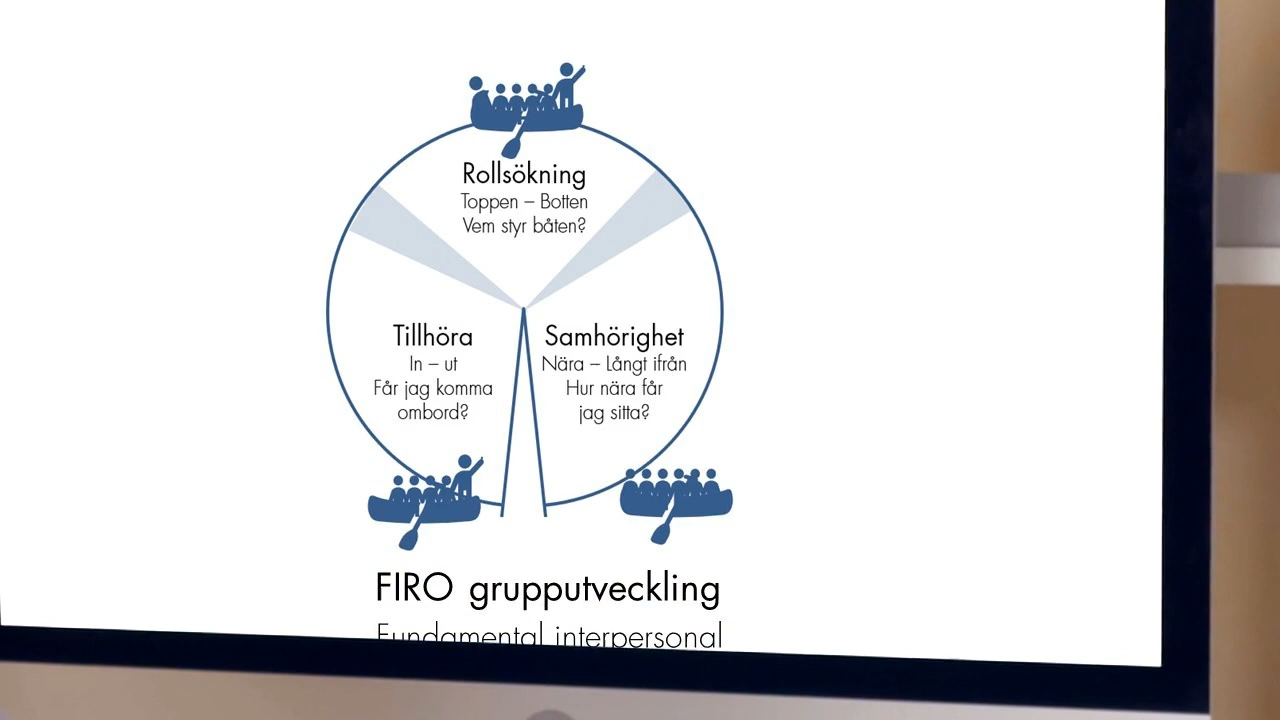 Rollsökning
Toppen – Botten
Vem styr båten?
Tillhöra
In – ut
Får jag komma
ombord?
Samhörighet
Nära – Långt ifrån
Hur nära får
jag sitta?
FIRO grupputveckling
Fundamental interpersonal